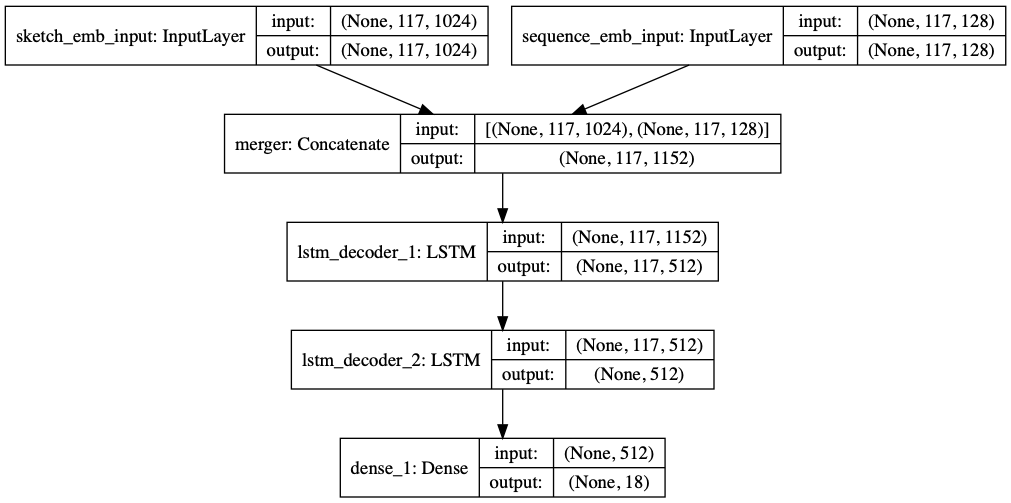 sketch_emb_input: InputLayer
input: (None, 117, 1024)
output: (None, 117, 1024)
sequence_emb_input: InputLayer
input: (None, 117, 128)
output: (None, 117, 128)
merger: Concatenate
input: [(None, 117, 1024), (None, 117, 128)]
output: (None, 117, 1152)
lstm_decoder_1: LSTM
input: (None, 117, 1152)
output: (None, 117, 512)
lstm_decoder_2: LSTM
input: (None, 117, 512)
output: (None, 512)
dense_1: Dense
input: (None, 512)
output: (None, 18)